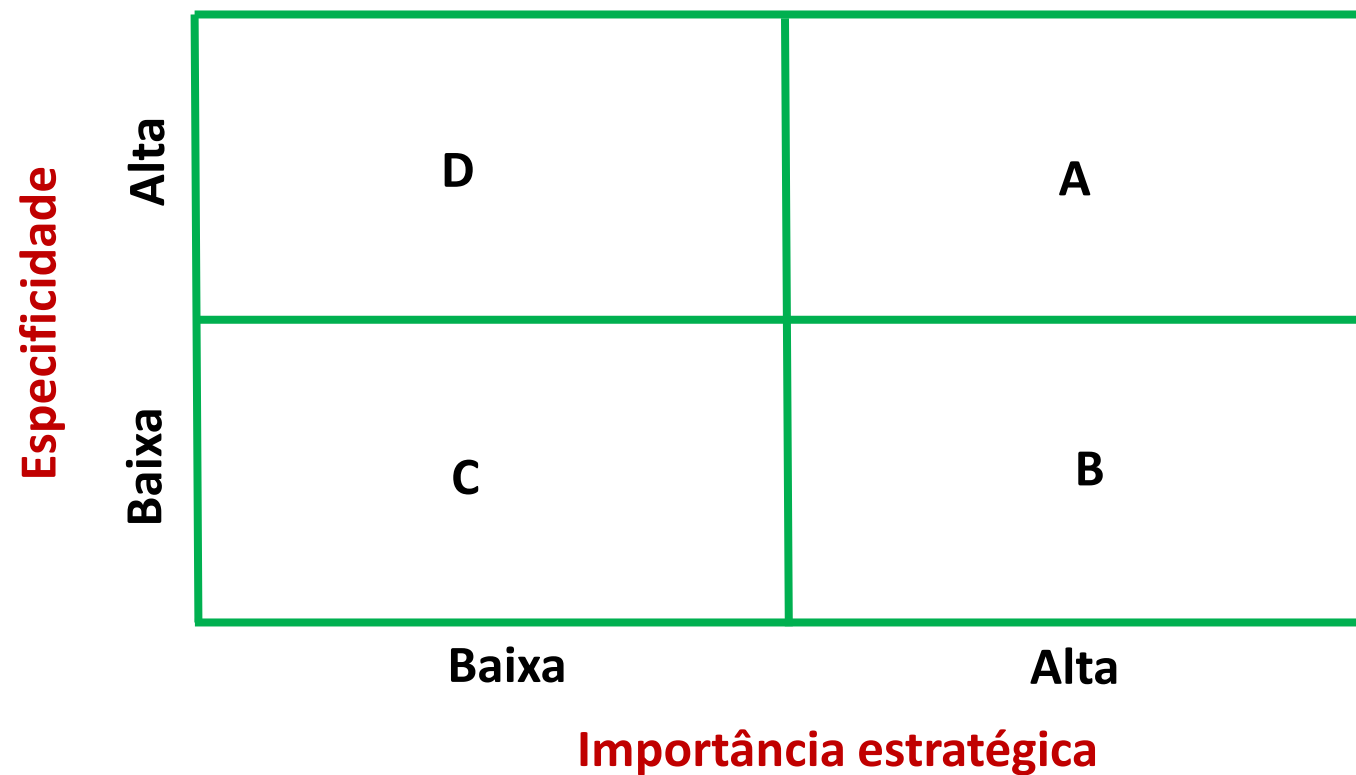 Especificidade
Alta
D
A
Baixa
C
B
Baixa
Alta
Importância estratégica